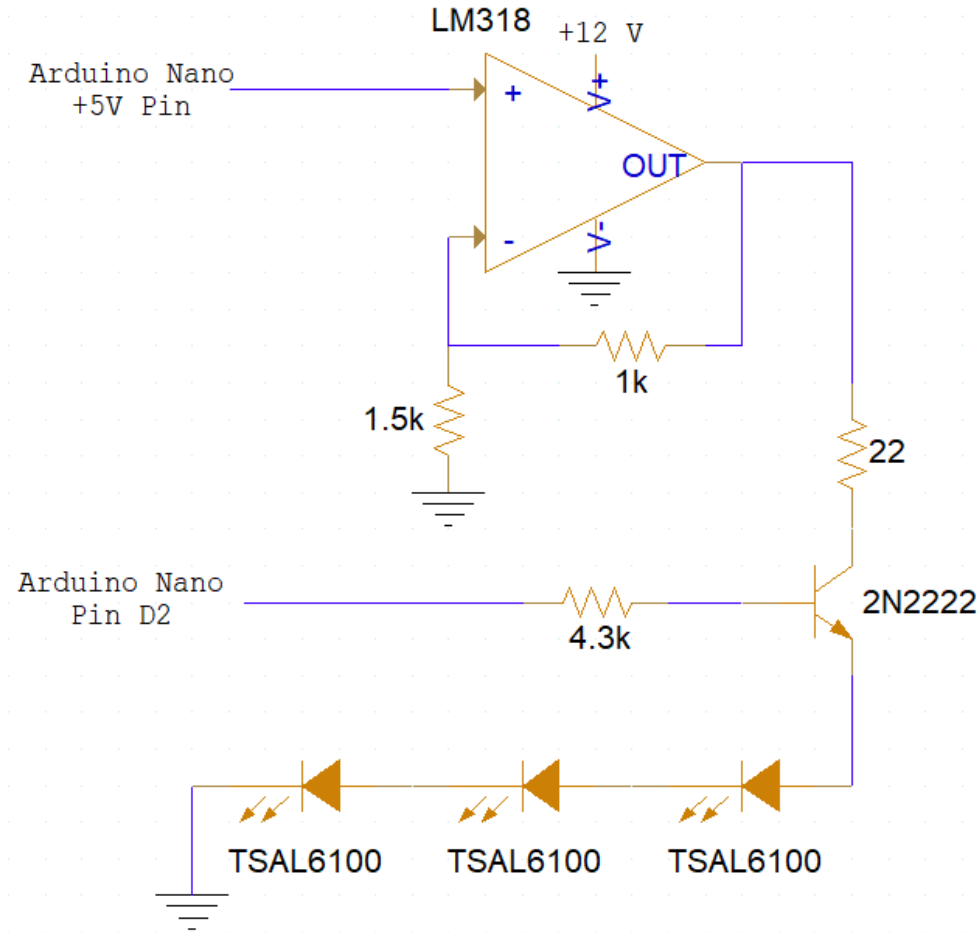 LM318
+12 V
Arduino Nano
+5V Pin
+
V+
OUT
-
V-
1k
1.5k
22
Arduino Nano
Pin D2
4.3k
2N2222
TSAL6100
TSAL6100
TSAL6100